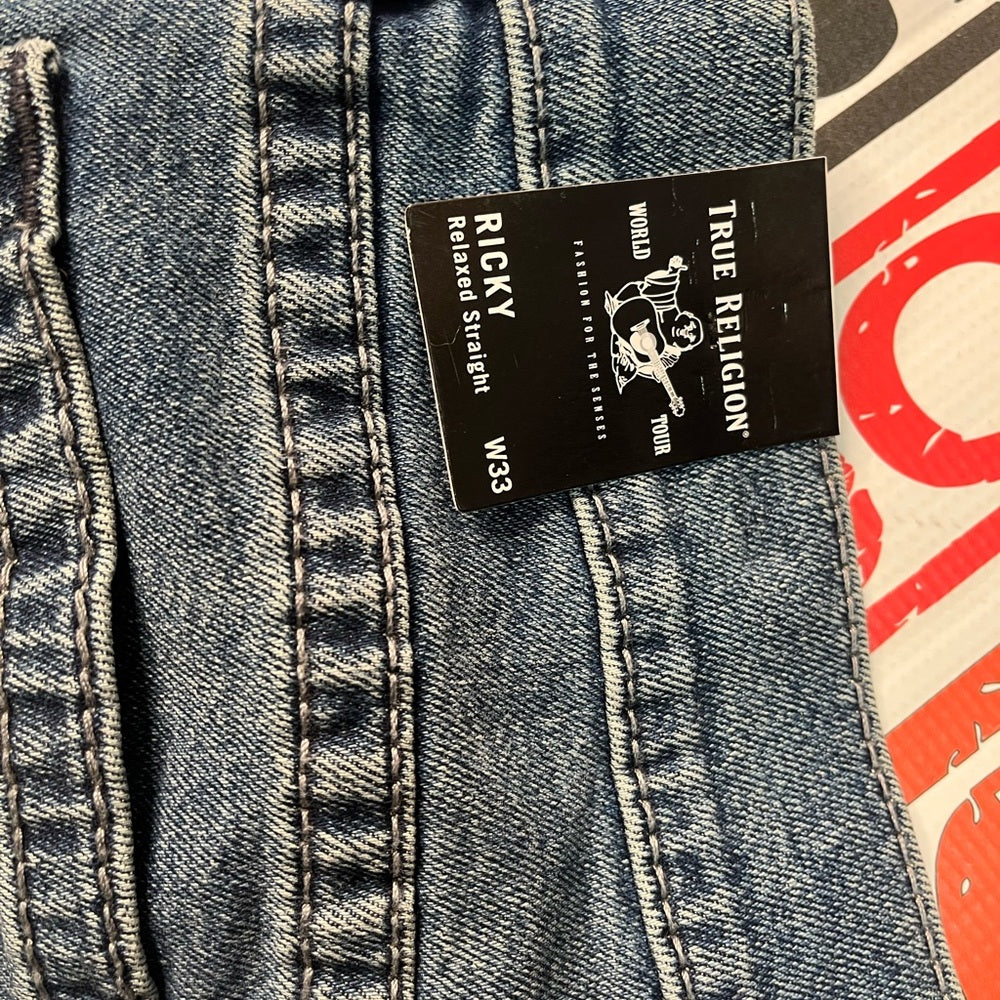 TRUE RELIGION®
WORLD TOUR
FASHION FOR THE SENSES
RICKY
Relaxed Straight W33